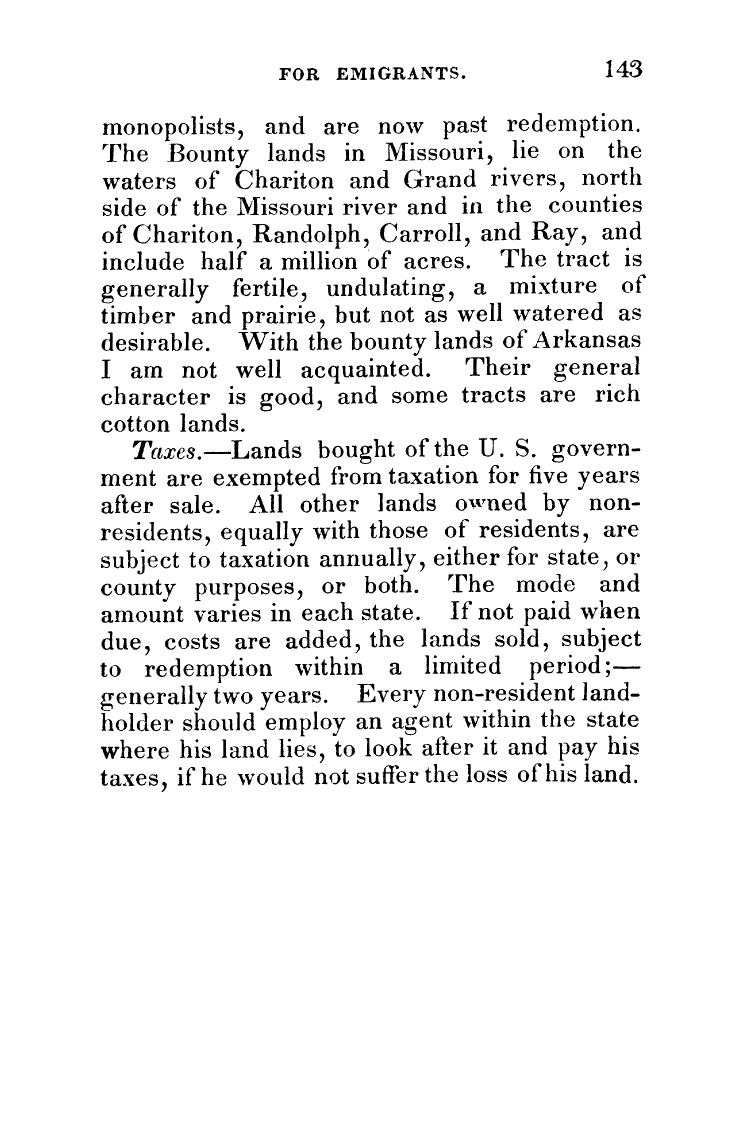 FOR EMIGRANTS. 143
monopolists, and are now past redemption.
The Bounty lands in Missouri, lie on the
waters of Chariton and Grand rivers, north
side of the Missouri river and in the counties
of Chariton, Randolph, Carroll, and Ray, and
include half a million of acres. The tract is
generally fertile, undulating, a mixture of
timber and prairie, but not as well watered as
desirable. With the bounty lands of Arkansas
I am not well acquainted. Their general
character is good, and some tracts are rich
cotton lands.
Taxes.—Lands bought of the U. S. govern-
ment are exempted from taxation for five years
after sale. All other lands owned by non-
residents, equally with those of residents, are
subject to taxation annually, either for state, or
county purposes, or both. The mode and
amount varies in each state. If not paid when
due, costs are added, the lands sold, subject
to redemption within a limited period;—
generally two years. Every non-resident land-
holder should employ an agent within the state
where his land lies, to look after it and pay his
taxes, if he would not suffer the loss of his land.